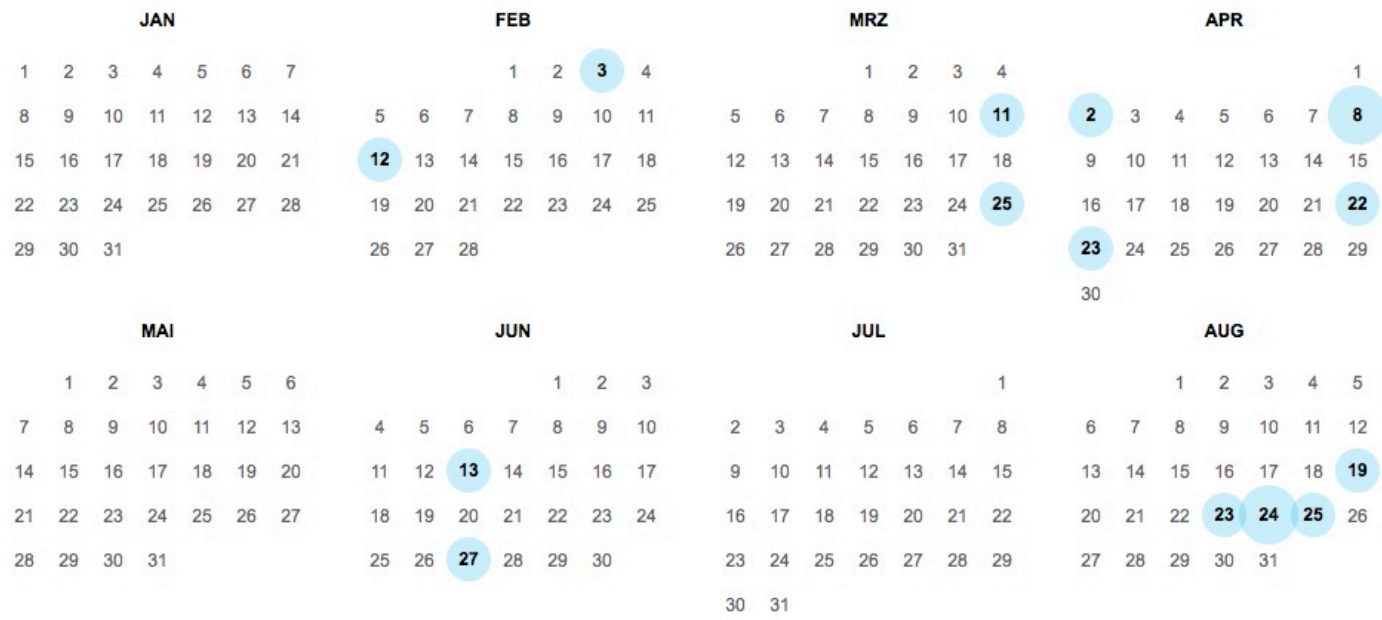 JAN FEB MRZ APR
1 2 3 4 5 6 7 1 2 3 4 1 2 3 4 1
8 9 10 11 12 13 14 5 6 7 8 9 10 11 5 6 7 8 9 10 11 2 3 4 5 6 7 8
15 16 17 18 19 20 21 12 13 14 15 16 17 18 12 13 14 15 16 17 18 9 10 11 12 13 14 15
22 23 24 25 26 27 28 19 20 21 22 23 24 25 19 20 21 22 23 24 25 16 17 18 19 20 21 22
29 30 31 26 27 28 26 27 28 29 30 31 23 24 25 26 27 28 29
30
MAI JUN JUL AUG
1 2 3 4 5 6 1 2 3 1 1 2 3 4 5
7 8 9 10 11 12 13 4 5 6 7 8 9 10 2 3 4 5 6 7 8 6 7 8 9 10 11 12
14 15 16 17 18 19 20 11 12 13 14 15 16 17 9 10 11 12 13 14 15 13 14 15 16 17 18 19
21 22 23 24 25 26 27 18 19 20 21 22 23 24 16 17 18 19 20 21 22 20 21 22 23 24 25 26
28 29 30 31 25 26 27 28 29 30 23 24 25 26 27 28 29 27 28 29 30 31
30 31